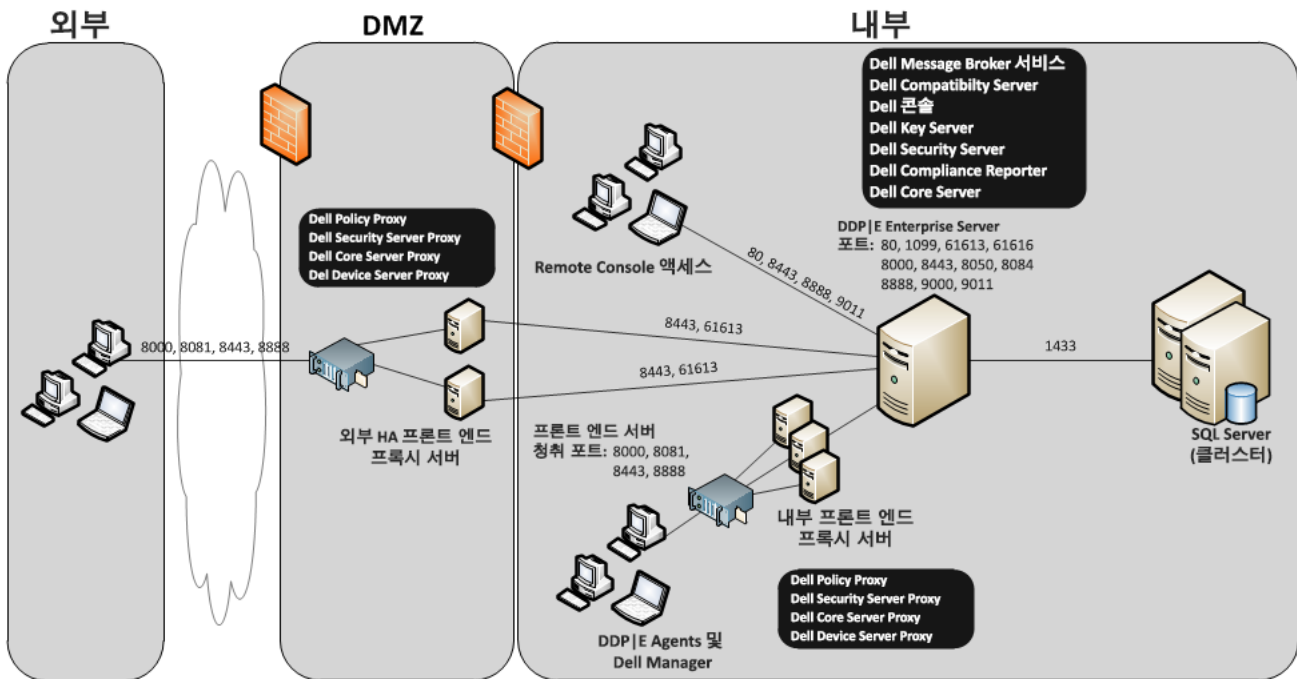 외부
DMZ
내부
Dell Message Broker 서비스
Dell Compatibilty Server
Dell 콘솔
Dell Key Server
Dell Security Server
Dell Compliance Reporter
Dell Core Server
Dell Policy Proxy
Dell Security Server Proxy
Dell Core Server Proxy
Del Device Server Proxy
DDP|E Enterprise Server
포트: 80, 1099, 61613, 61616
8000, 8443, 8050, 8084
8888, 9000, 9011
Remote Console 액세스
80, 8443, 8888, 9011
8000, 8081, 8443, 8888
8443, 61613
8443, 61613
1433
외부 HA 프론트 엔드
프록시 서버
프론트 엔드 서버
청취 포트: 8000, 8081,
8443, 8888
SQL Server
(클러스터)
내부 프론트 엔드
프록시 서버
DDP|E Agents 및
Dell Manager
Dell Policy Proxy
Dell Security Server Proxy
Dell Core Server Proxy
Dell Device Server Proxy